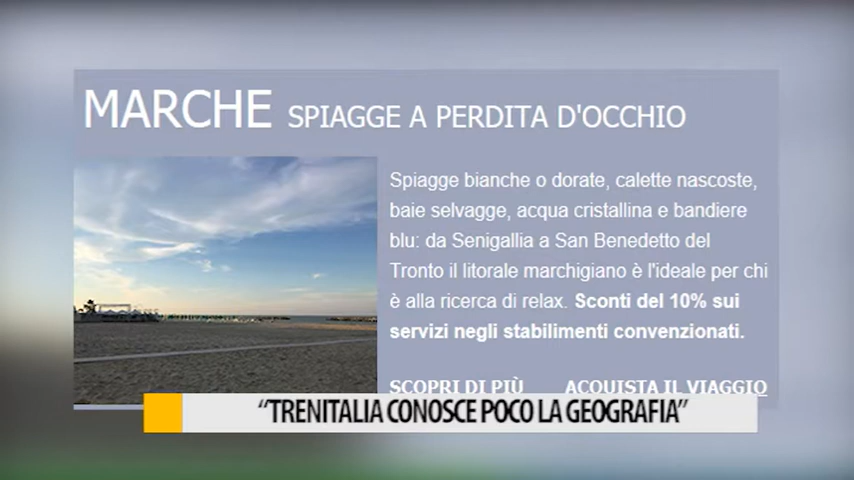 MARCHE SPIAGGE A PERDITA D'OCCHIO
Spiagge bianche o dorate, calette nascoste,
baie selvagge, acqua cristallina e bandiere
blu: da Senigallia a San Benedetto del
Tronto il litorale marchigiano è l'ideale per chi
è alla ricerca di relax. Sconti del 10% sui
servizi negli stabilimenti convenzionati.
SCOPRI DI PIÙ ACQUISTA IL VIAGGIO
“TRENITALIA CONOSCE POCO LA GEOGRAFIA”